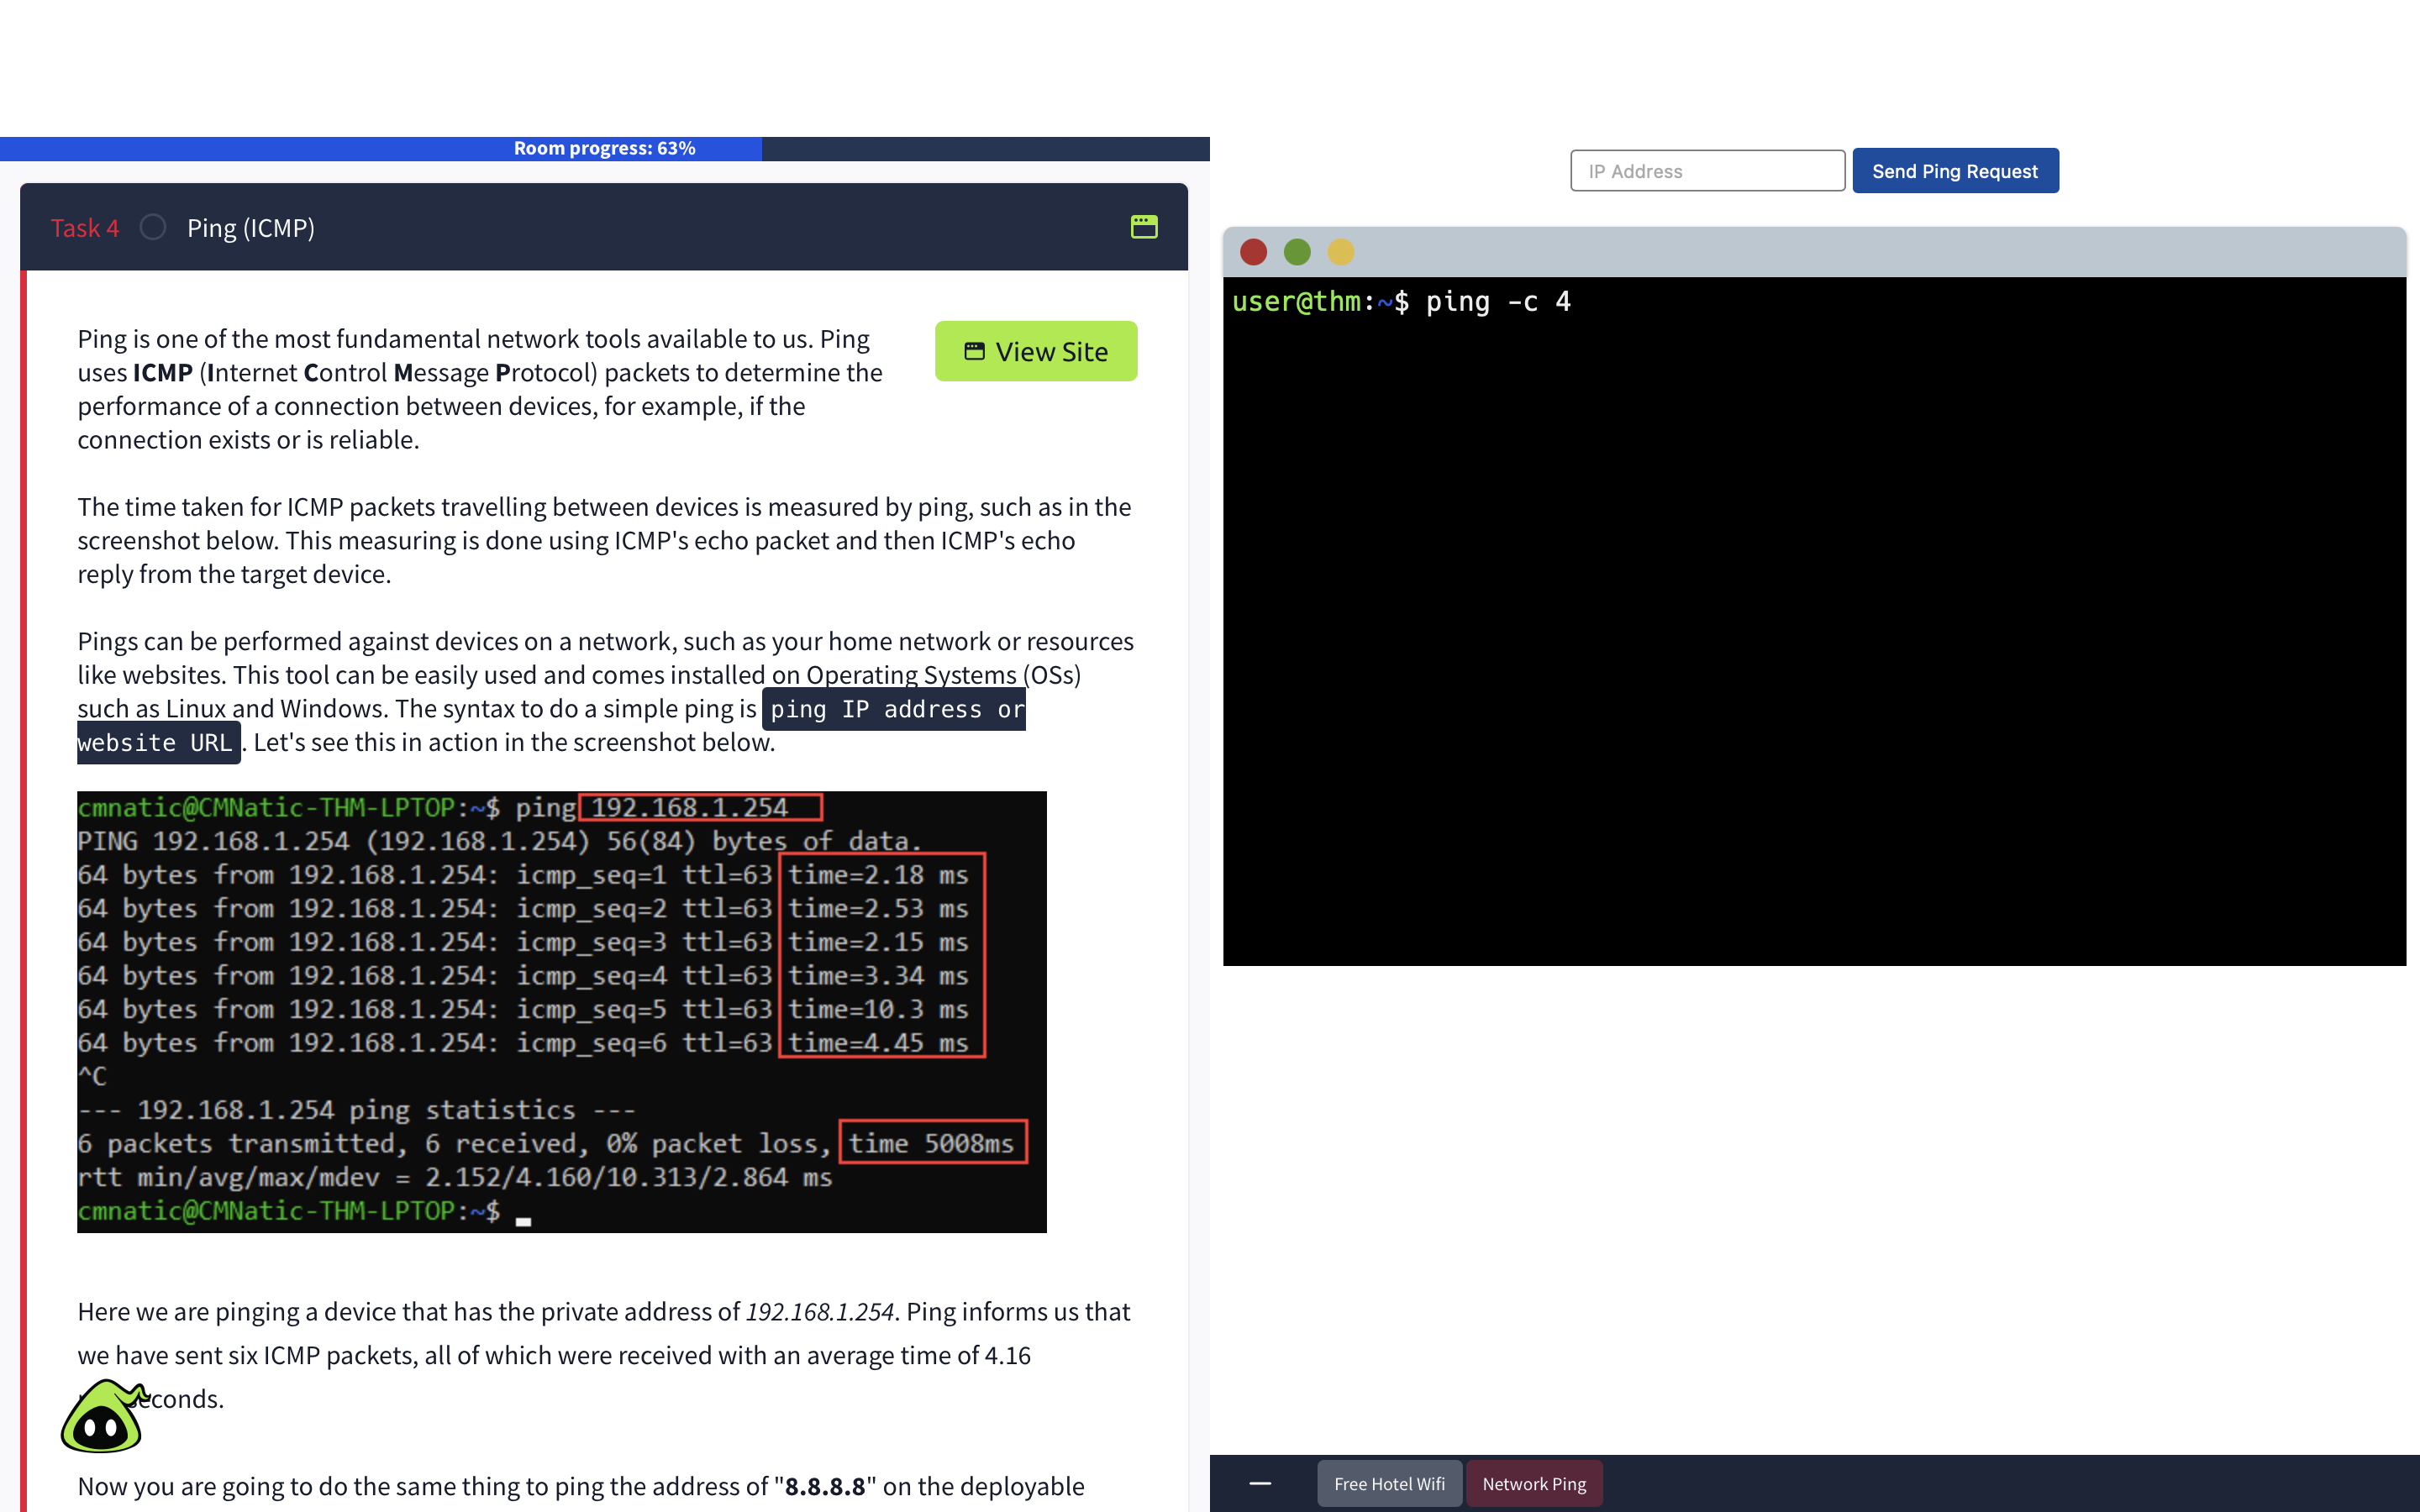 Room progress: 63%
Task 4 Ping (ICMP)
Ping is one of the most fundamental network tools available to us. Ping
uses ICMP (Internet Control Message Protocol) packets to determine the
performance of a connection between devices, for example, if the
connection exists or is reliable.
View Site
The time taken for ICMP packets travelling between devices is measured by ping, such as in the
screenshot below. This measuring is done using ICMP's echo packet and then ICMP's echo
reply from the target device.
Pings can be performed against devices on a network, such as your home network or resources
like websites. This tool can be easily used and comes installed on Operating Systems (OSs)
such as Linux and Windows. The syntax to do a simple ping is ping IP address or
website URL. Let's see this in action in the screenshot below.
cmnatic@CMNatic-THM-LPTOP:~$ ping 192.168.1.254
PING 192.168.1.254 (192.168.1.254) 56(84) bytes of data.
64 bytes from 192.168.1.254: icmp_seq=1 ttl=63 time=2.18 ms
64 bytes from 192.168.1.254: icmp_seq=2 ttl=63 time=2.53 ms
64 bytes from 192.168.1.254: icmp_seq=3 ttl=63 time=2.15 ms
64 bytes from 192.168.1.254: icmp_seq=4 ttl=63 time=3.34 ms
64 bytes from 192.168.1.254: icmp_seq=5 ttl=63 time=10.3 ms
64 bytes from 192.168.1.254: icmp_seq=6 ttl=63 time=4.45 ms
^C
--- 192.168.1.254 ping statistics ---
6 packets transmitted, 6 received, 0% packet loss, time 5008ms
rtt min/avg/max/mdev = 2.152/4.160/10.313/2.864 ms
cmnatic@CMNatic-THM-LPTOP:~$
Here we are pinging a device that has the private address of 192.168.1.254. Ping informs us that
we have sent six ICMP packets, all of which were received with an average time of 4.16
Now you are going to do the same thing to ping the address of "8.8.8.8" on the deployable
IP Address
Send Ping Request
user@thm:~$ ping -c 4
Free Hotel Wifi
Network Ping